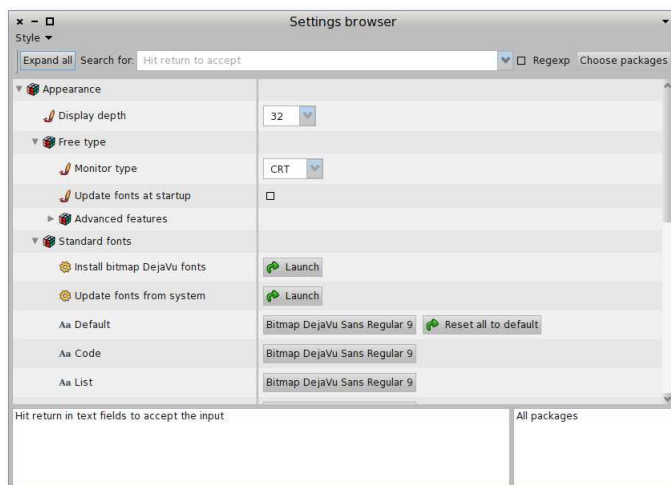 Settings browser
Style
Expand all Search for: Hit return to accept Regexp Choose packages
Appearance
Display depth 32
Free type
Monitor type CRT
Update fonts at startup
Advanced features
Standard fonts
Install bitmap DejaVu fonts Launch
Update fonts from system Launch
Aa Default Bitmap DejaVu Sans Regular 9 Reset all to default
Aa Code Bitmap DejaVu Sans Regular 9
Aa List Bitmap DejaVu Sans Regular 9
Hit return in text fields to accept the input
All packages